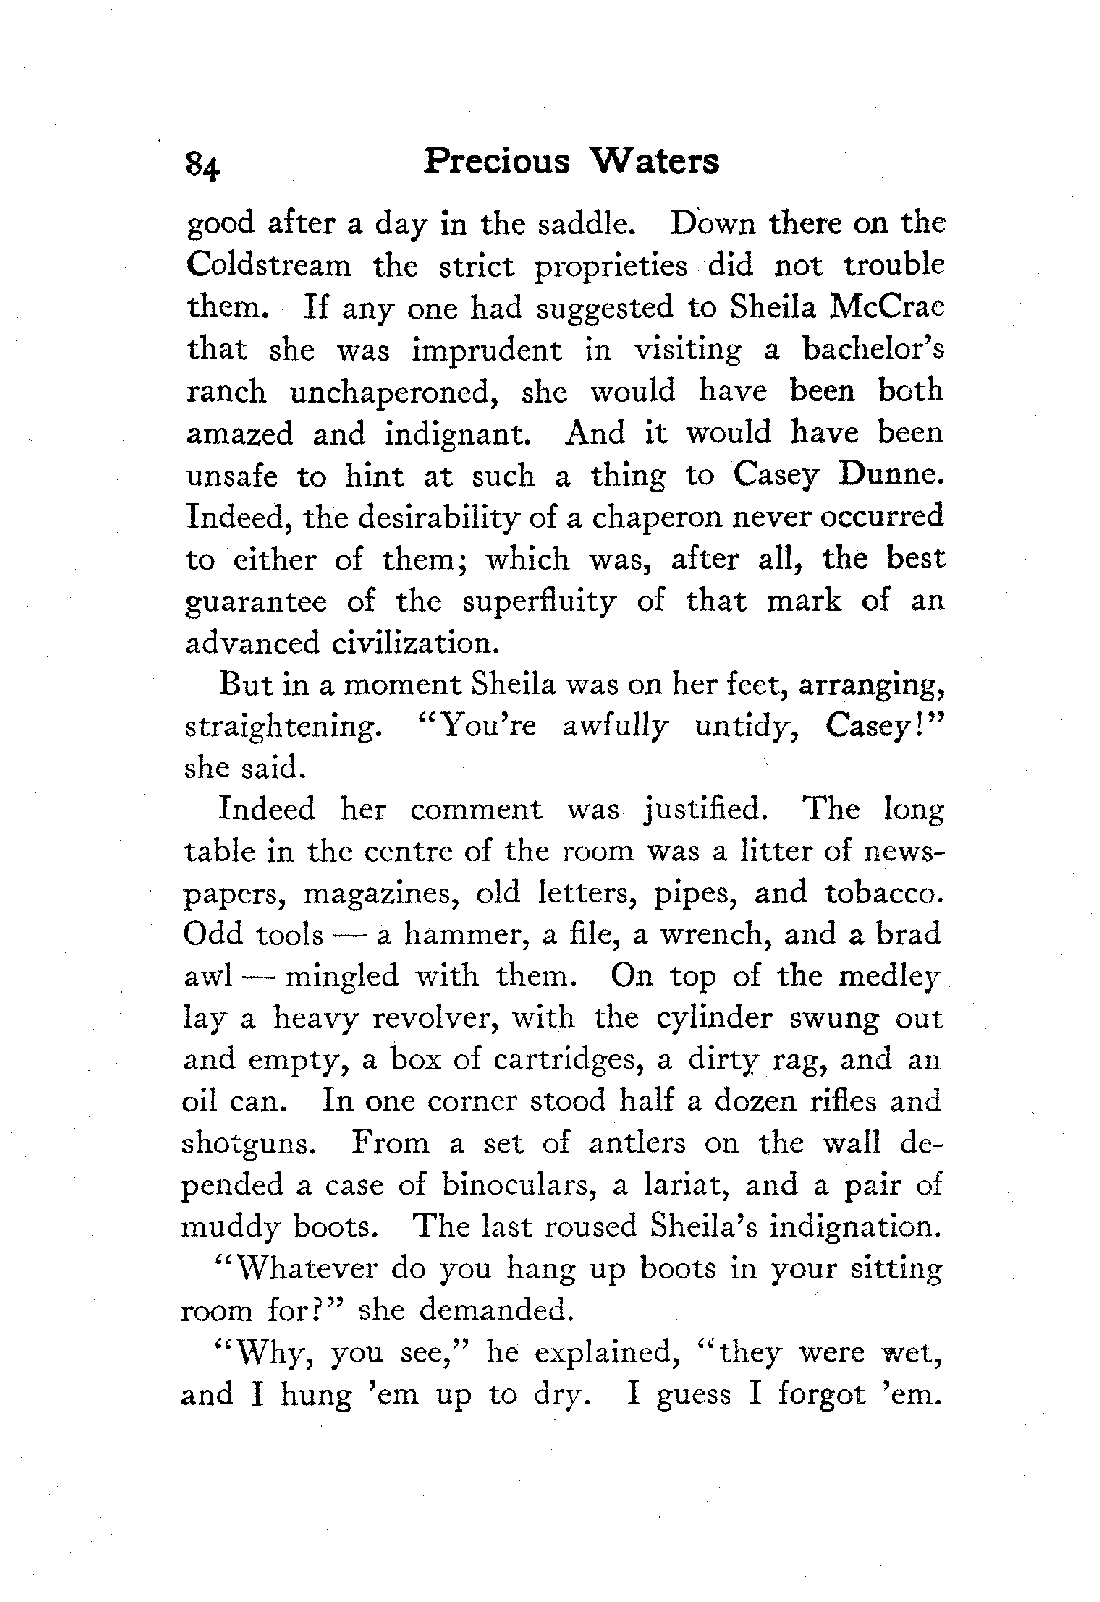 84 Precious Waters
good after a day in the saddle. Down there on the
Coldstream the strict proprieties did not trouble
them. If any one had suggested to Sheila McCrae
that she was imprudent in visiting a bachelor's
ranch unchaperoned, she would have been both
amazed and indignant. And it would have been
unsafe to hint at such a thing to Casey Dunne.
Indeed, the desirability of a chaperon never occurred
to either of them; which was, after all, the best
guarantee of the superfluity of that mark of an
advanced civilization.
But in a moment Sheila was on her feet, arranging,
straightening. “You're awfully untidy, Casey!”
she said.
Indeed her comment was justified. The long
table in the centre of the room was a litter of news-
papers, magazines, old letters, pipes, and tobacco.
Odd tools — a hammer, a file, a wrench, and a brad
awl — mingled with them. On top of the medley
lay a heavy revolver, with the cylinder swung out
and empty, a box of cartridges, a dirty rag, and an
oil can. In one corner stood half a dozen rifles and
shotguns. From a set of antlers on the wall de-
pended a case of binoculars, a lariat, and a pair of
muddy boots. The last roused Sheila's indignation.
“Whatever do you hang up boots in your sitting
room for?” she demanded.
“Why, you see,” he explained, “they were wet,
and I hung 'em up to dry. I guess I forgot 'em.